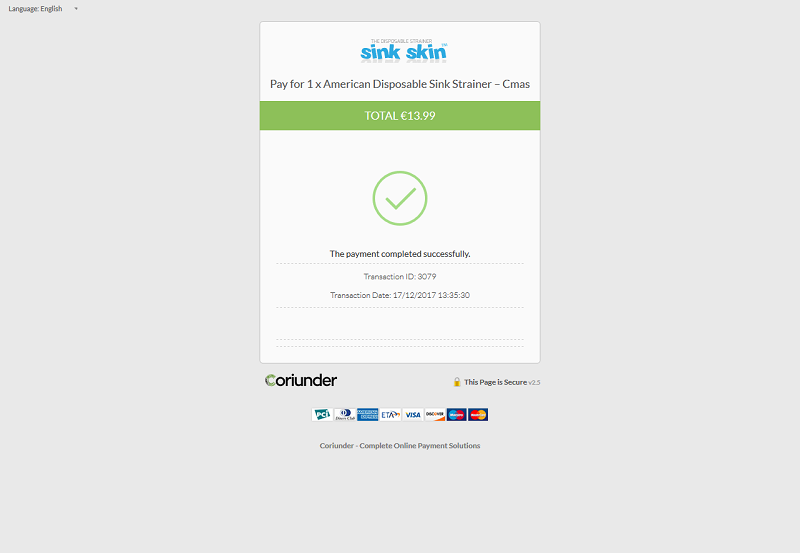 Language: English
THE DISPOSABLE STRAINER
sink skin™
Pay for 1 x American Disposable Sink Strainer – Cmas
TOTAL €13.99
The payment completed successfully.
Transaction ID: 3079
Transaction Date: 17/12/2017 13:35:30
Coriunder
This Page is Secure v2.5
PCI Diners Club AMERICAN EXPRESS ETA VISA DISCOVER Maestro MasterCard
Coriunder - Complete Online Payment Solutions